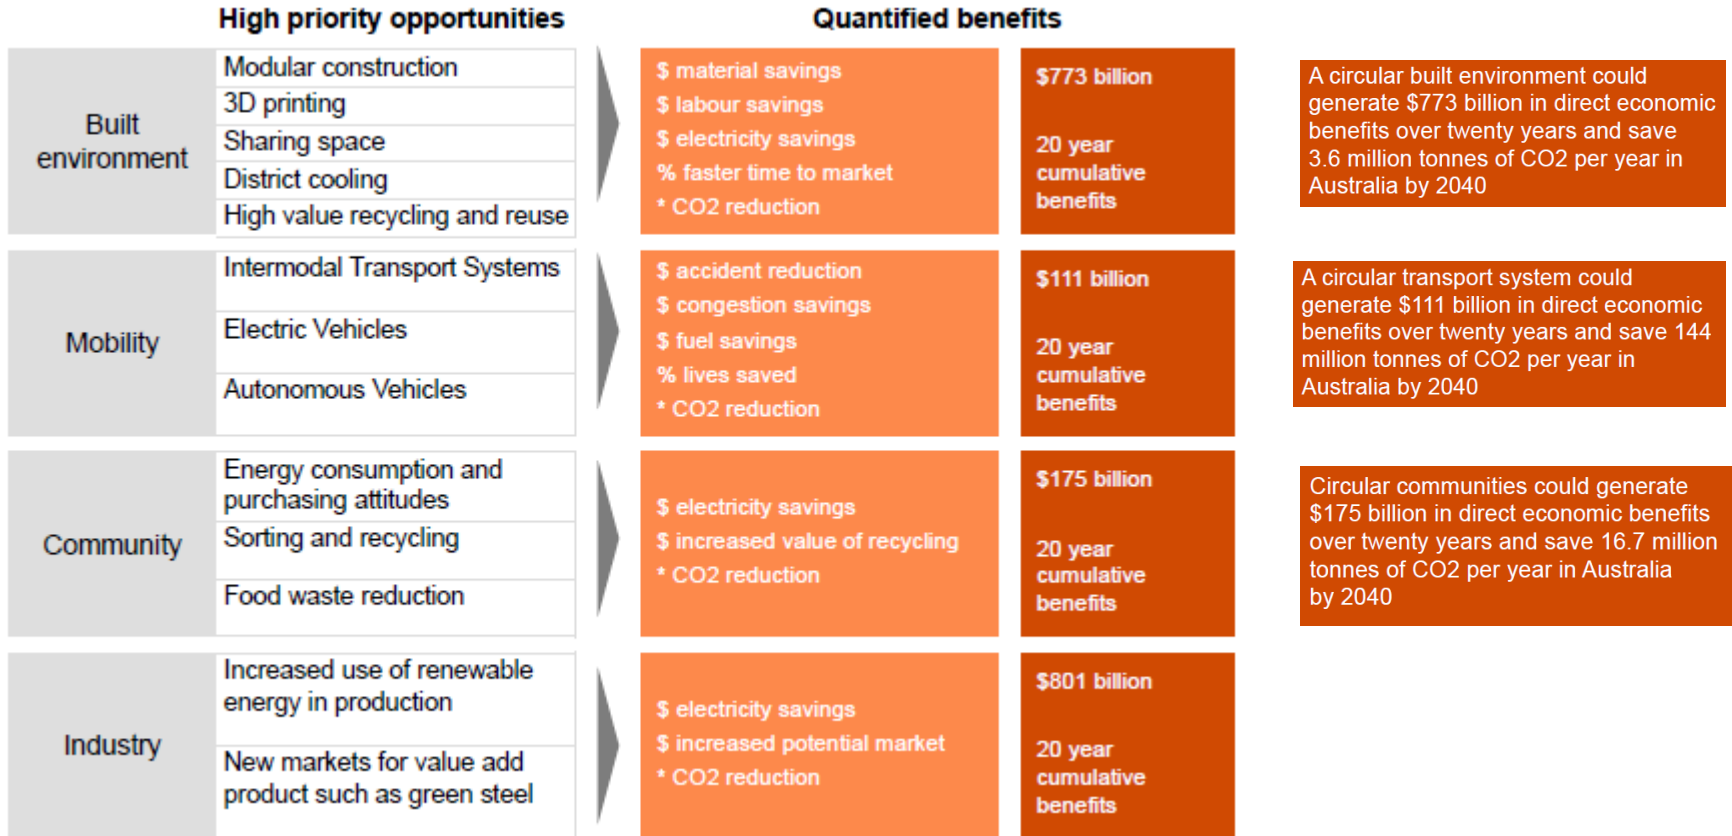 High priority opportunities
Quantified benefits
Built
environment
Modular construction
3D printing
Sharing space
District cooling
High value recycling and reuse
$ material savings
$ labour savings
$ electricity savings
% faster time to market
* CO2 reduction
$773 billion
20 year
cumulative
benefits
A circular built environment could
generate $773 billion in direct economic
benefits over twenty years and save
3.6 million tonnes of CO2 per year in
Australia by 2040
Mobility
Intermodal Transport Systems
Electric Vehicles
Autonomous Vehicles
$ accident reduction
$ congestion savings
$ fuel savings
% lives saved
* CO2 reduction
$111 billion
20 year
cumulative
benefits
A circular transport system could
generate $111 billion in direct economic
benefits over twenty years and save 144
million tonnes of CO2 per year in
Australia by 2040
Community
Energy consumption and
purchasing attitudes
Sorting and recycling
Food waste reduction
$ electricity savings
$ increased value of recycling
* CO2 reduction
$175 billion
20 year
cumulative
benefits
Circular communities could generate
$175 billion in direct economic benefits
over twenty years and save 16.7 million
tonnes of CO2 per year in Australia
by 2040
Industry
Increased use of renewable
energy in production
New markets for value add
product such as green steel
$ electricity savings
$ increased potential market
* CO2 reduction
$801 billion
20 year
cumulative
benefits